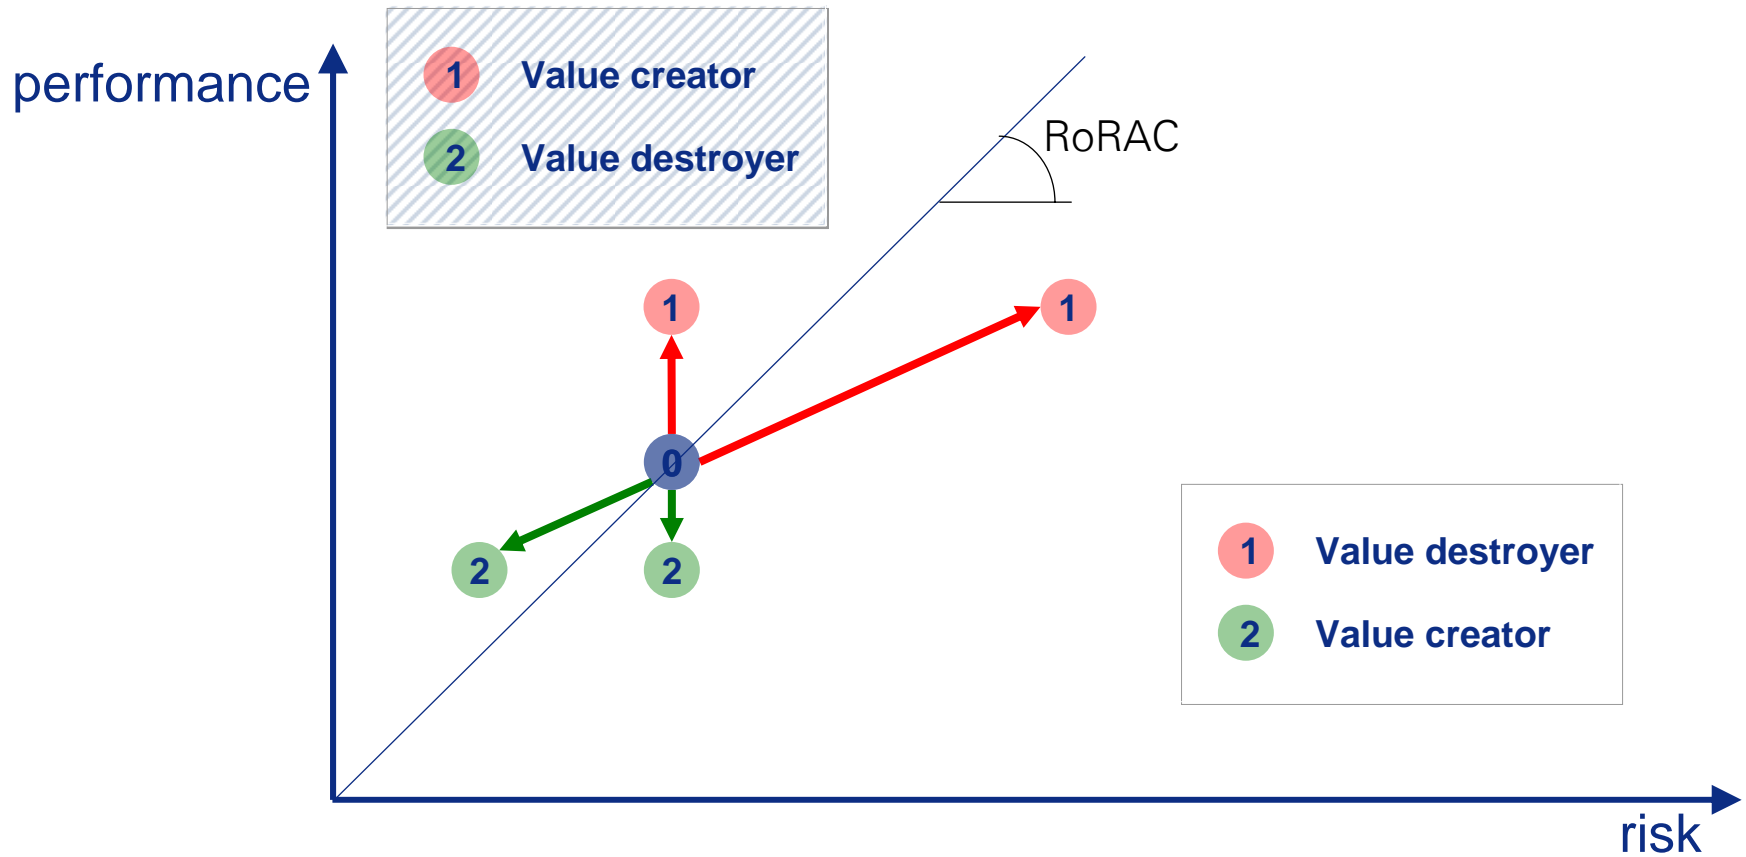 performance
1 Value creator
2 Value destroyer
RoRAC
1
1
0
2
2
1 Value destroyer
2 Value creator
risk